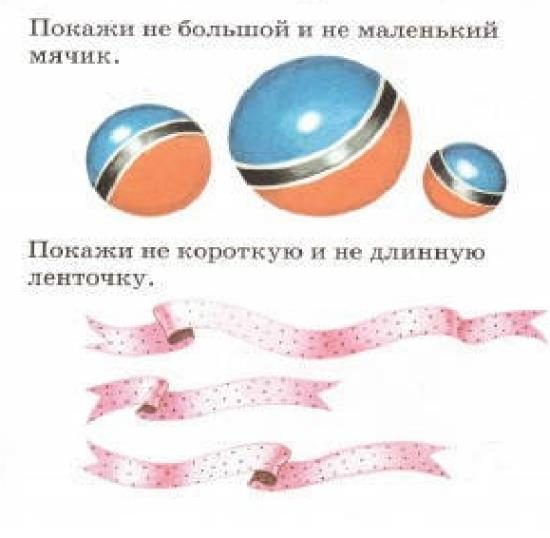 Покажи не большой и не маленький
мячик.
Покажи не короткую и не длинную
ленточку.